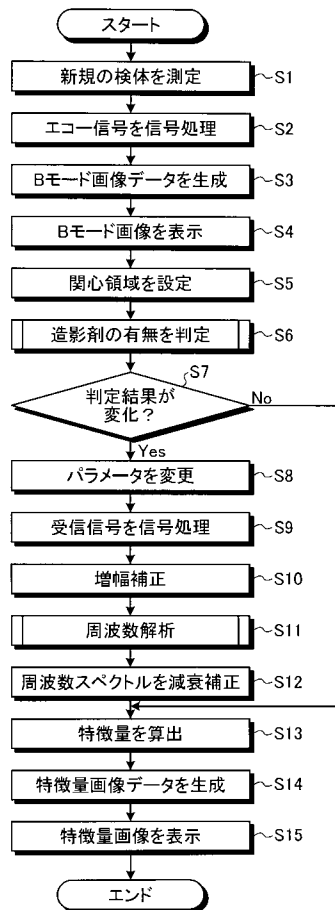 スタート
新規の検体を測定
S1
エコー信号を信号処理
S2
Bモード画像データを生成
S3
Bモード画像を表示
S4
関心領域を設定
S5
造影剤の有無を判定
S6
S7
判定結果が
変化?
No
Yes
パラメータを変更
S8
受信信号を信号処理
S9
増幅補正
S10
周波数解析
S11
周波数スペクトルを減衰補正
S12
特徴量を算出
S13
特徴量画像データを生成
S14
特徴量画像を表示
S15
エンド